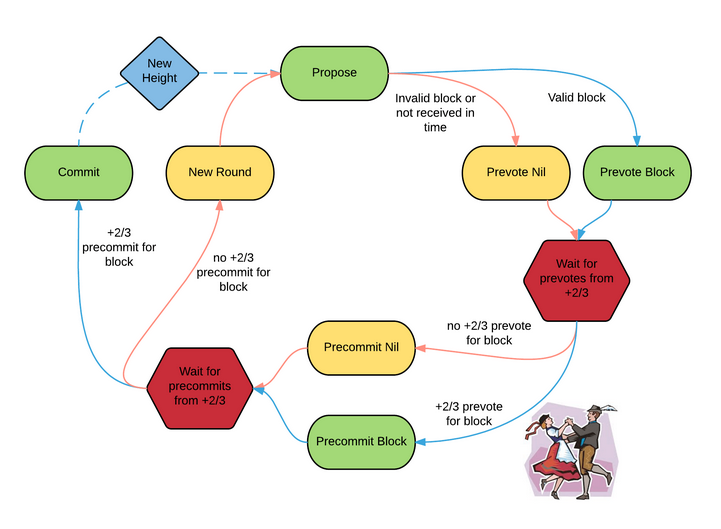 New
Height
Propose
Invalid block or
not received in
time
Valid block
Commit
New Round
Prevote Nil
Prevote Block
+2/3
precommit for
block
no +2/3
precommit for
block
Wait for
prevotes from
+2/3
no +2/3 prevote
for block
Precommit Nil
Wait for
precommits
from +2/3
+2/3 prevote
for block
Precommit Block